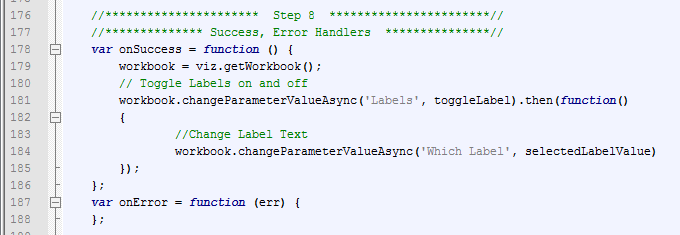 176 //********************* Step 8 **********************//
177 //************* Success, Error Handlers **************//
178 var onSuccess = function () {
179 workbook = viz.getWorkbook();
180 // Toggle Labels on and off
181 workbook.changeParameterValueAsync('Labels', toggleLabel).then(function()
182 {
183 //Change Label Text
184 workbook.changeParameterValueAsync('Which Label', selectedLabelValue)
185 });
186 };
187 var onError = function (err) {
188 };